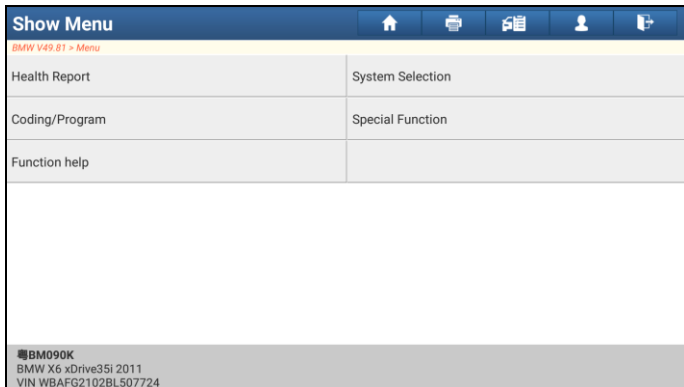 Show Menu
BMW V49.81 > Menu
Health Report
System Selection
Coding/Program
Special Function
Function help
粤BM090K
BMW X6 xDrive35i 2011
VIN WBAFG2102BL507724